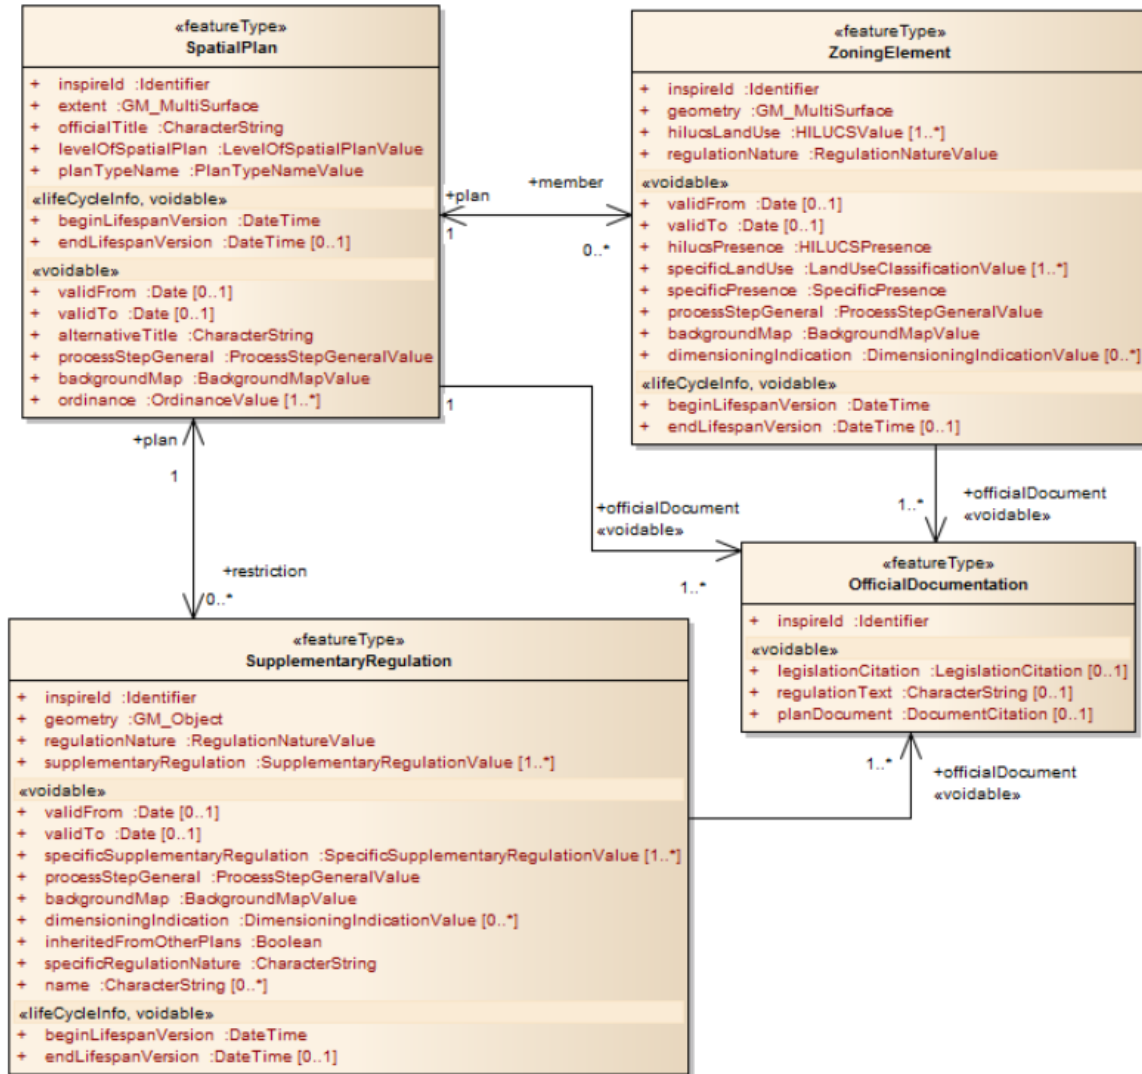 «featureType»
SpatialPlan
+ inspireId :Identifier
+ extent :GM_MultiSurface
+ officialTitle :CharacterString
+ levelOfSpatialPlan :LevelOfSpatialPlanValue
+ planTypeName :PlanTypeNameValue
«lifeCycleInfo, voidable»
+ beginLifespanVersion :DateTime
+ endLifespanVersion :DateTime [0..1]
«voidable»
+ validFrom :Date [0..1]
+ validTo :Date [0..1]
+ alternativeTitle :CharacterString
+ processStepGeneral :ProcessStepGeneralValue
+ backgroundMap :BackgroundMapValue
+ ordinance :OrdinanceValue [1..*]
+plan
1
+member
0..*
«featureType»
ZoningElement
+ inspireId :Identifier
+ geometry :GM_MultiSurface
+ hilucsLandUse :HILUCSValue [1..*]
+ regulationNature :RegulationNatureValue
«voidable»
+ validFrom :Date [0..1]
+ validTo :Date [0..1]
+ hilucsPresence :HILUCSPresence
+ specificLandUse :LandUseClassificationValue [1..*]
+ specificPresence :SpecificPresence
+ processStepGeneral :ProcessStepGeneralValue
+ backgroundMap :BackgroundMapValue
+ dimensioningIndication :DimensioningIndicationValue [0..*]
«lifeCycleInfo, voidable»
+ beginLifespanVersion :DateTime
+ endLifespanVersion :DateTime [0..1]
1
+officialDocument
«voidable»
1..*
+officialDocument
1..*
«voidable»
+plan
1
+restriction
0..*
«featureType»
OfficialDocumentation
+ inspireId :Identifier
«voidable»
+ legislationCitation :LegislationCitation [0..1]
+ regulationText :CharacterString [0..1]
+ planDocument :DocumentCitation [0..1]
1..*
+officialDocument
«voidable»
«featureType»
SupplementaryRegulation
+ inspireId :Identifier
+ geometry :GM_Object
+ regulationNature :RegulationNatureValue
+ supplementaryRegulation :SupplementaryRegulationValue [1..*]
«voidable»
+ validFrom :Date [0..1]
+ validTo :Date [0..1]
+ specificSupplementaryRegulation :SpecificSupplementaryRegulationValue [1..*]
+ processStepGeneral :ProcessStepGeneralValue
+ backgroundMap :BackgroundMapValue
+ dimensioningIndication :DimensioningIndicationValue [0..*]
+ inheritedFromOtherPlans :Boolean
+ specificRegulationNature :CharacterString
+ name :CharacterString [0..*]
«lifeCycleInfo, voidable»
+ beginLifespanVersion :DateTime
+ endLifespanVersion :DateTime [0..1]